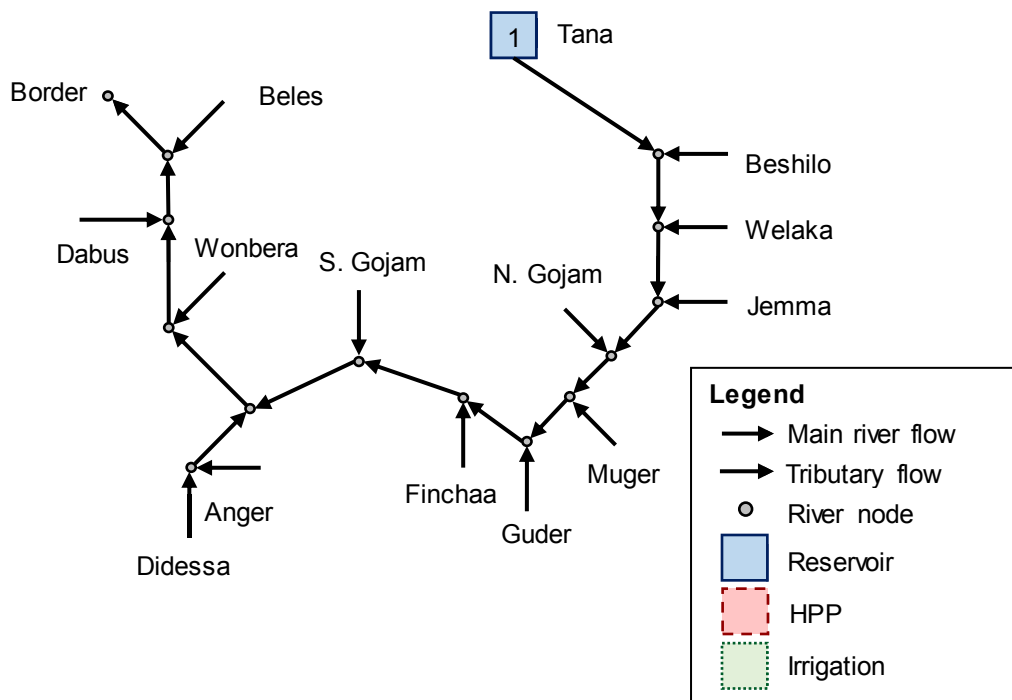 1
Tana
Border
Beles
Beshilo
Dabus
Wonbera
S. Gojam
N. Gojam
Welaka
Jemma
Anger
Didessa
Finchaa
Guder
Muger
Legend
Main river flow
Tributary flow
River node
Reservoir
HPP
Irrigation